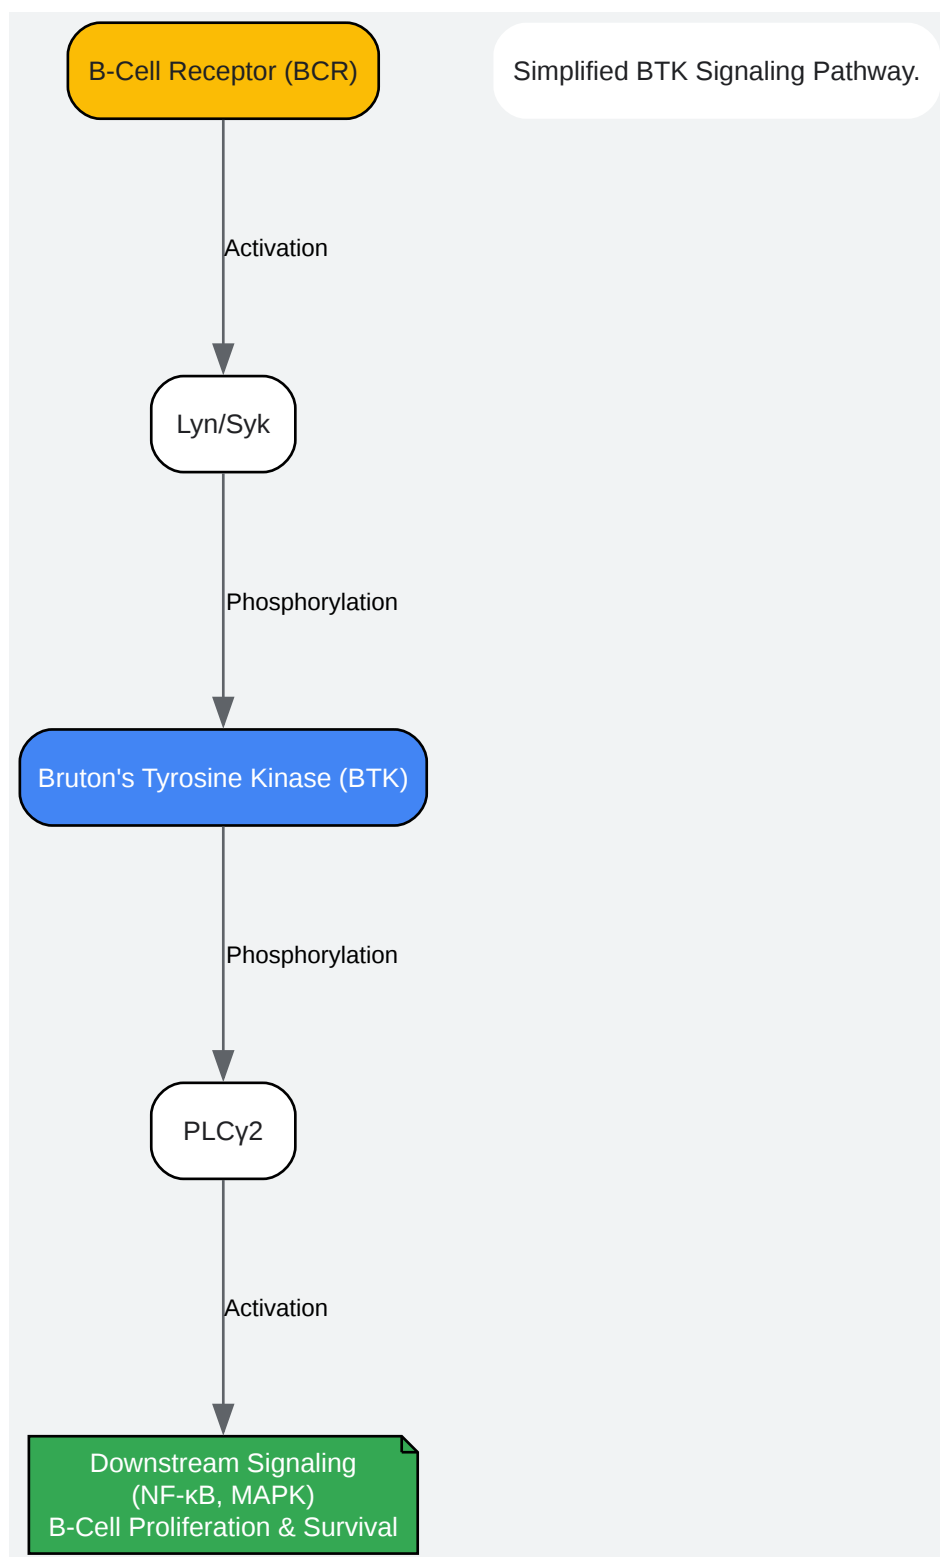 B-Cell Receptor (BCR)
Simplified BTK Signaling Pathway.
Activation
Lyn/Syk
Phosphorylation
Bruton's Tyrosine Kinase (BTK)
Phosphorylation
PLCγ2
Activation
Downstream Signaling
(NF-κB, MAPK)
B-Cell Proliferation & Survival